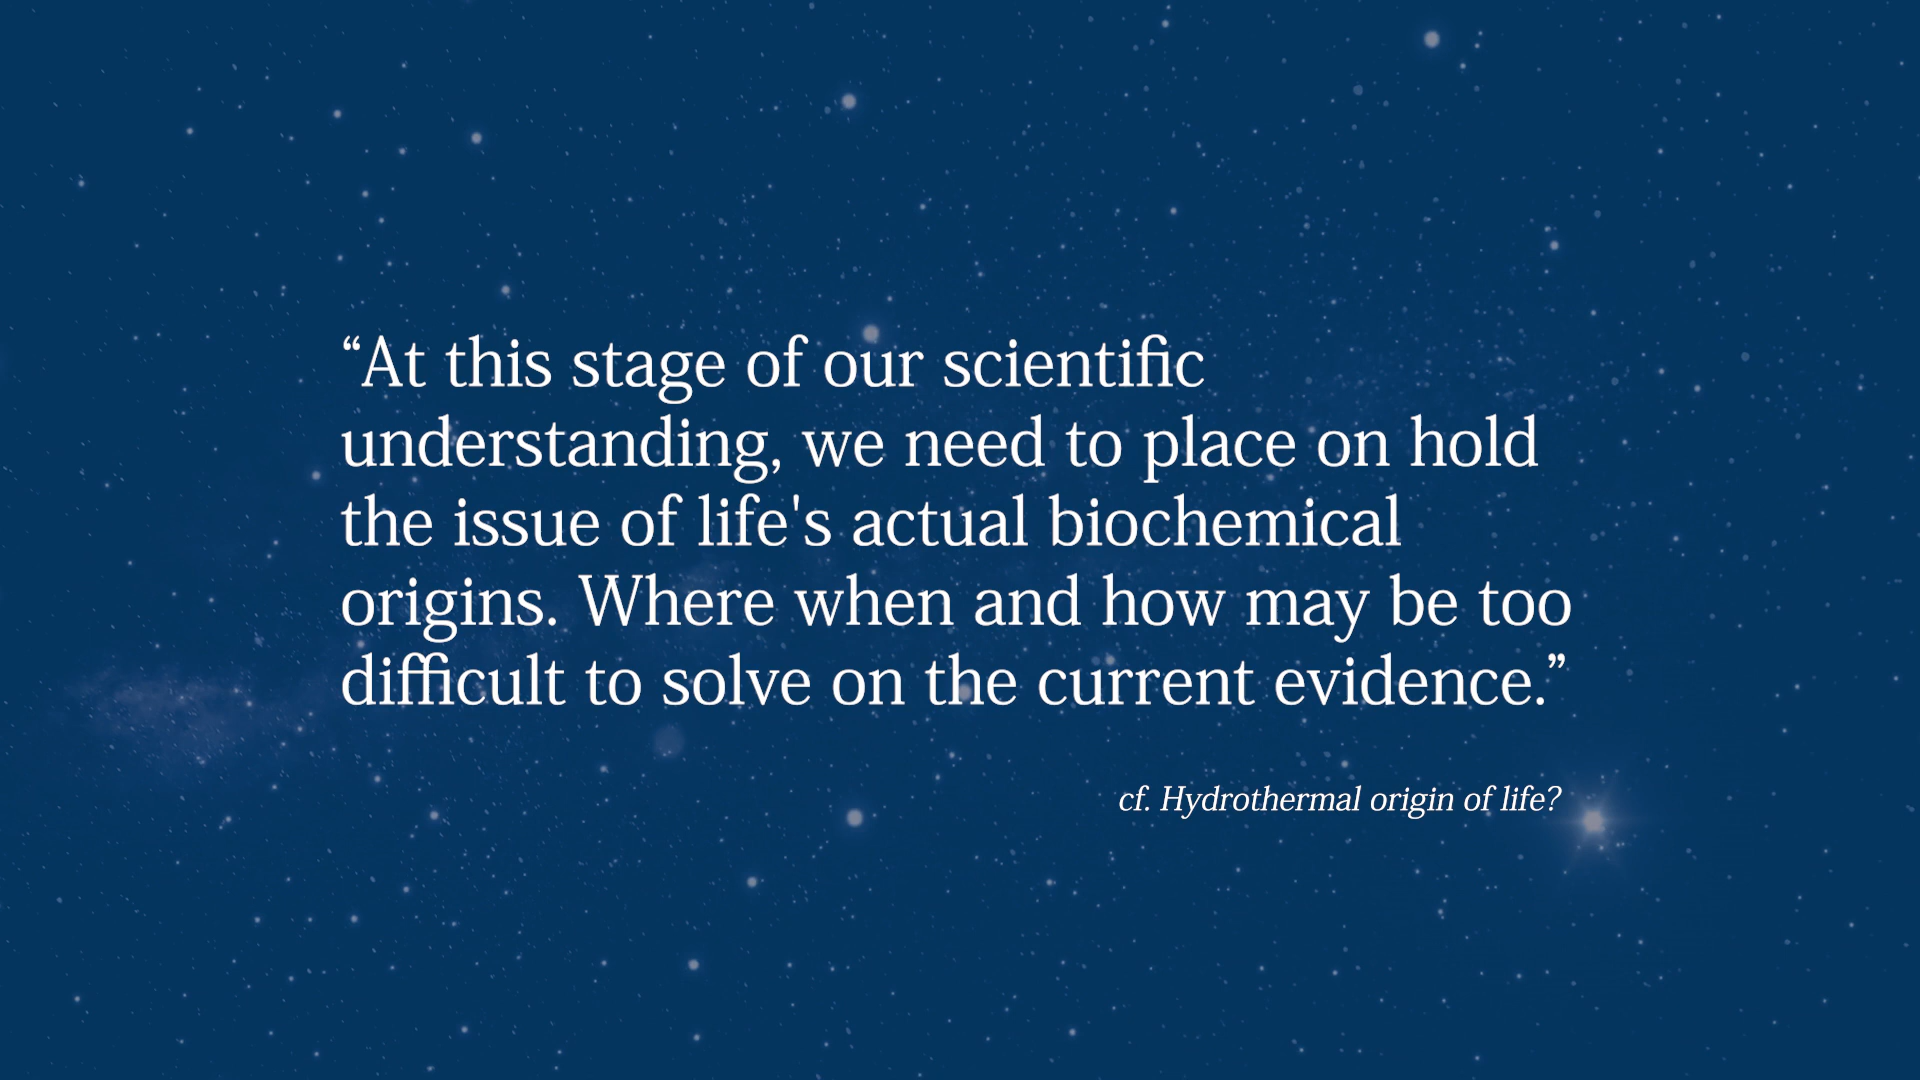 “At this stage of our scientific
understanding, we need to place on hold
the issue of life's actual biochemical
origins. Where when and how may be too
difficult to solve on the current evidence.”
cf. Hydrothermal origin of life?